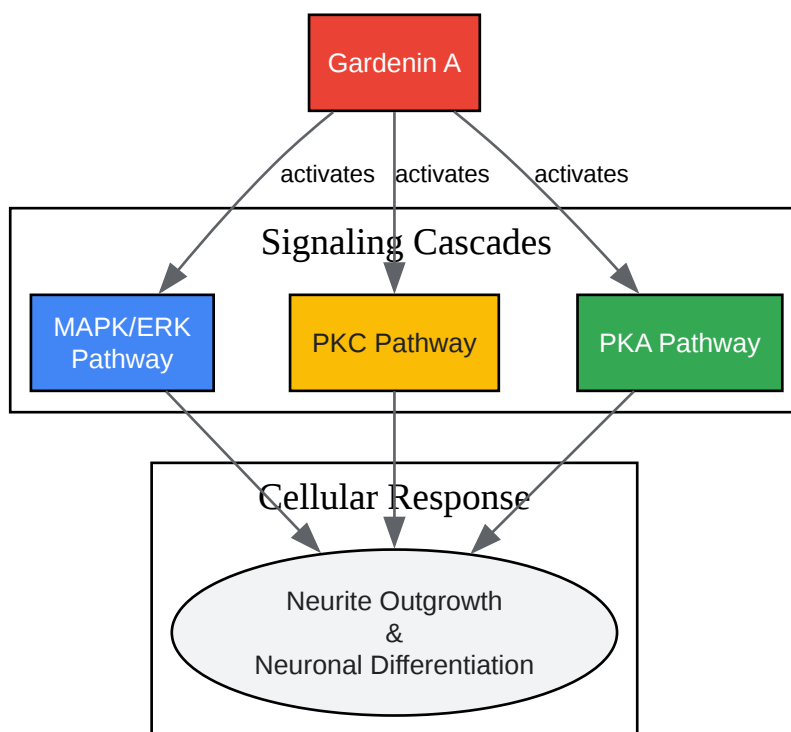 Gardenin A
activates
activates
activates
Signaling Cascades
MAPK/ERK
Pathway
PKC Pathway
PKA Pathway
Cellular Response
Neurite Outgrowth
&
Neuronal Differentiation